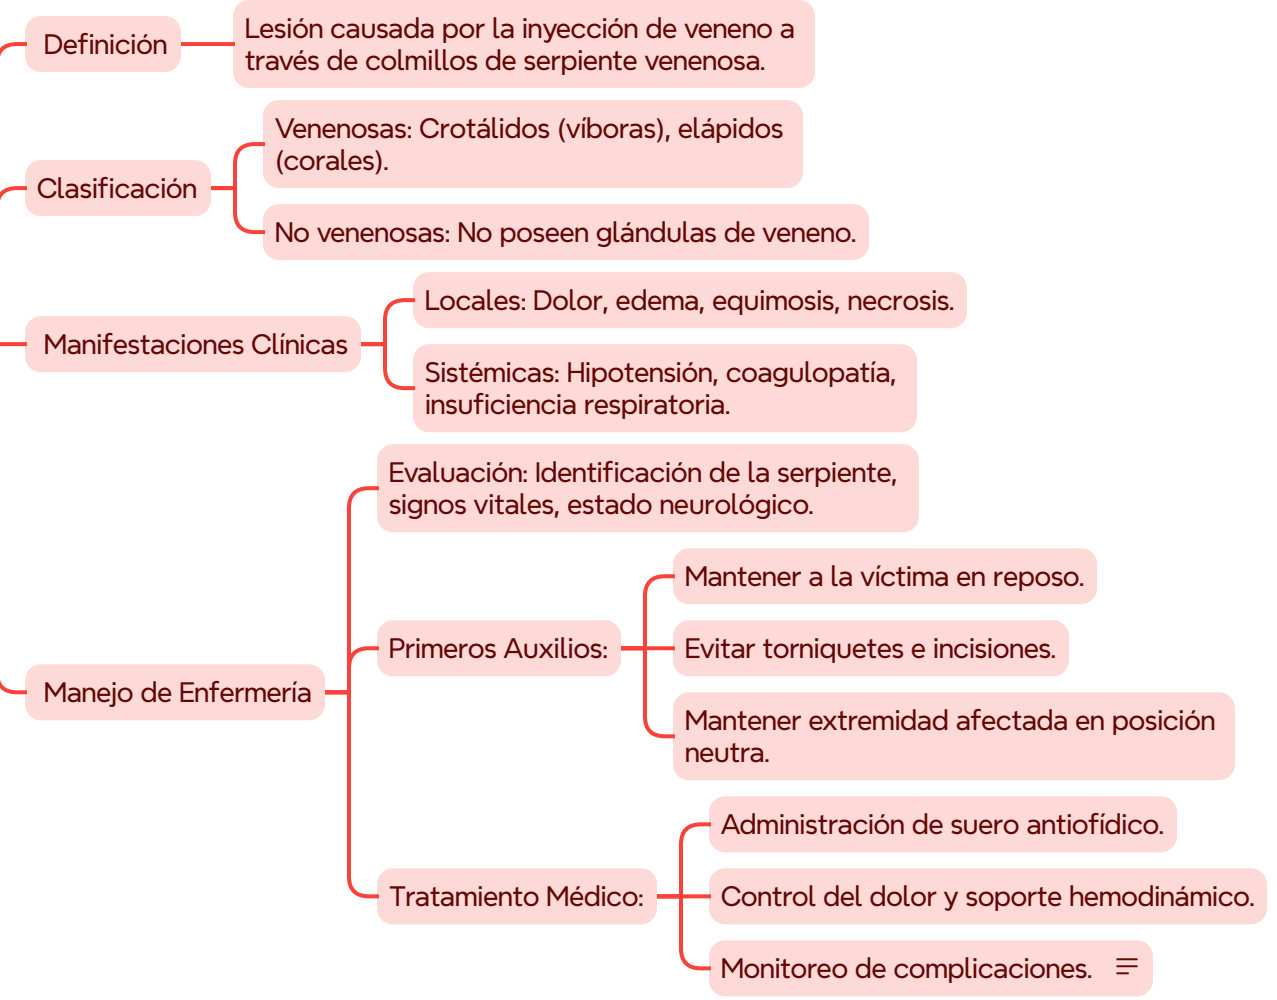 Definición
Lesión causada por la inyección de veneno a
través de colmillos de serpiente venenosa.
Clasificación
Venenosas: Crotálidos (víboras), elápidos
(corales).
No venenosas: No poseen glándulas de veneno.
Manifestaciones Clínicas
Locales: Dolor, edema, equimosis, necrosis.
Sistémicas: Hipotensión, coagulopatía,
insuficiencia respiratoria.
Manejo de Enfermería
Evaluación: Identificación de la serpiente,
signos vitales, estado neurológico.
Primeros Auxilios:
Mantener a la víctima en reposo.
Evitar torniquetes e incisiones.
Mantener extremidad afectada en posición
neutra.
Tratamiento Médico:
Administración de suero antiofídico.
Control del dolor y soporte hemodinámico.
Monitoreo de complicaciones.